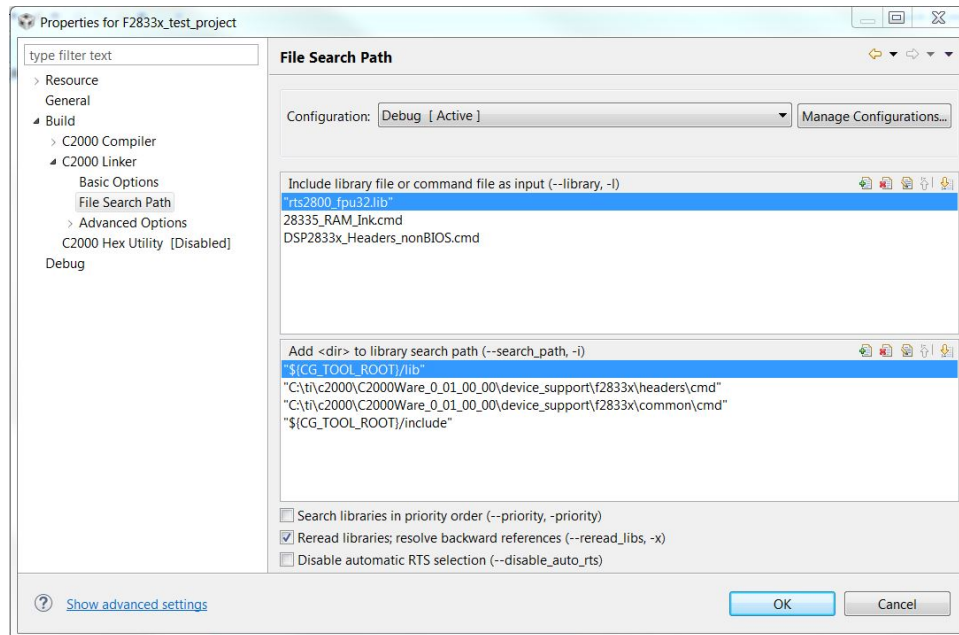 Properties for F2833x_test_project
type filter text
Resource
General
Build
C2000 Compiler
C2000 Linker
Basic Options
File Search Path
Advanced Options
C2000 Hex Utility [Disabled]
Debug
File Search Path
Configuration: Debug [ Active ]
Manage Configurations...
Include library file or command file as input (--library, -l)
"rts2800_fpu32.lib"
28335_RAM_lnk.cmd
DSP2833x_Headers_nonBIOS.cmd
Add <dir> to library search path (--search_path, -i)
"${CG_TOOL_ROOT}/lib"
"C:\ti\c2000\C2000Ware_0_01_00_00\device_support\f2833x\headers\cmd"
"C:\ti\c2000\C2000Ware_0_01_00_00\device_support\f2833x\common\cmd"
"${CG_TOOL_ROOT}/include"
Search libraries in priority order (--priority, -priority)
Reread libraries; resolve backward references (--reread_libs, -x)
Disable automatic RTS selection (--disable_auto_rts)
Show advanced settings
OK
Cancel